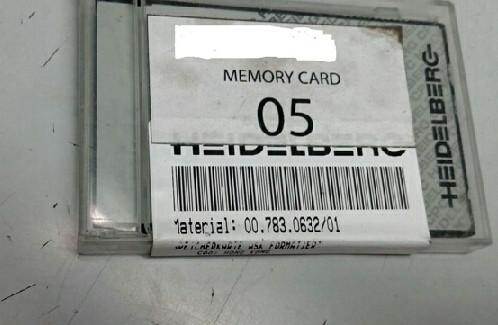 MEMORY CARD
05
HEIDELBERG
Material: 00.783.0632/01
HEIDELBERG